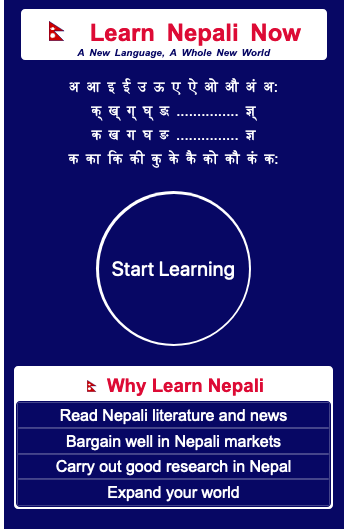 Learn Nepali Now
A New Language, A Whole New World
अ आ इ ई उ ऊ ए ऐ ओ औ अं अ:
क् ख् ग् घ् ङ ............... ज्ञ्
क ख ग घ ङ ............... ज्ञ
क का कि की कु के कै को कौ कं क:
Start Learning
Why Learn Nepali
Read Nepali literature and news
Bargain well in Nepali markets
Carry out good research in Nepal
Expand your world